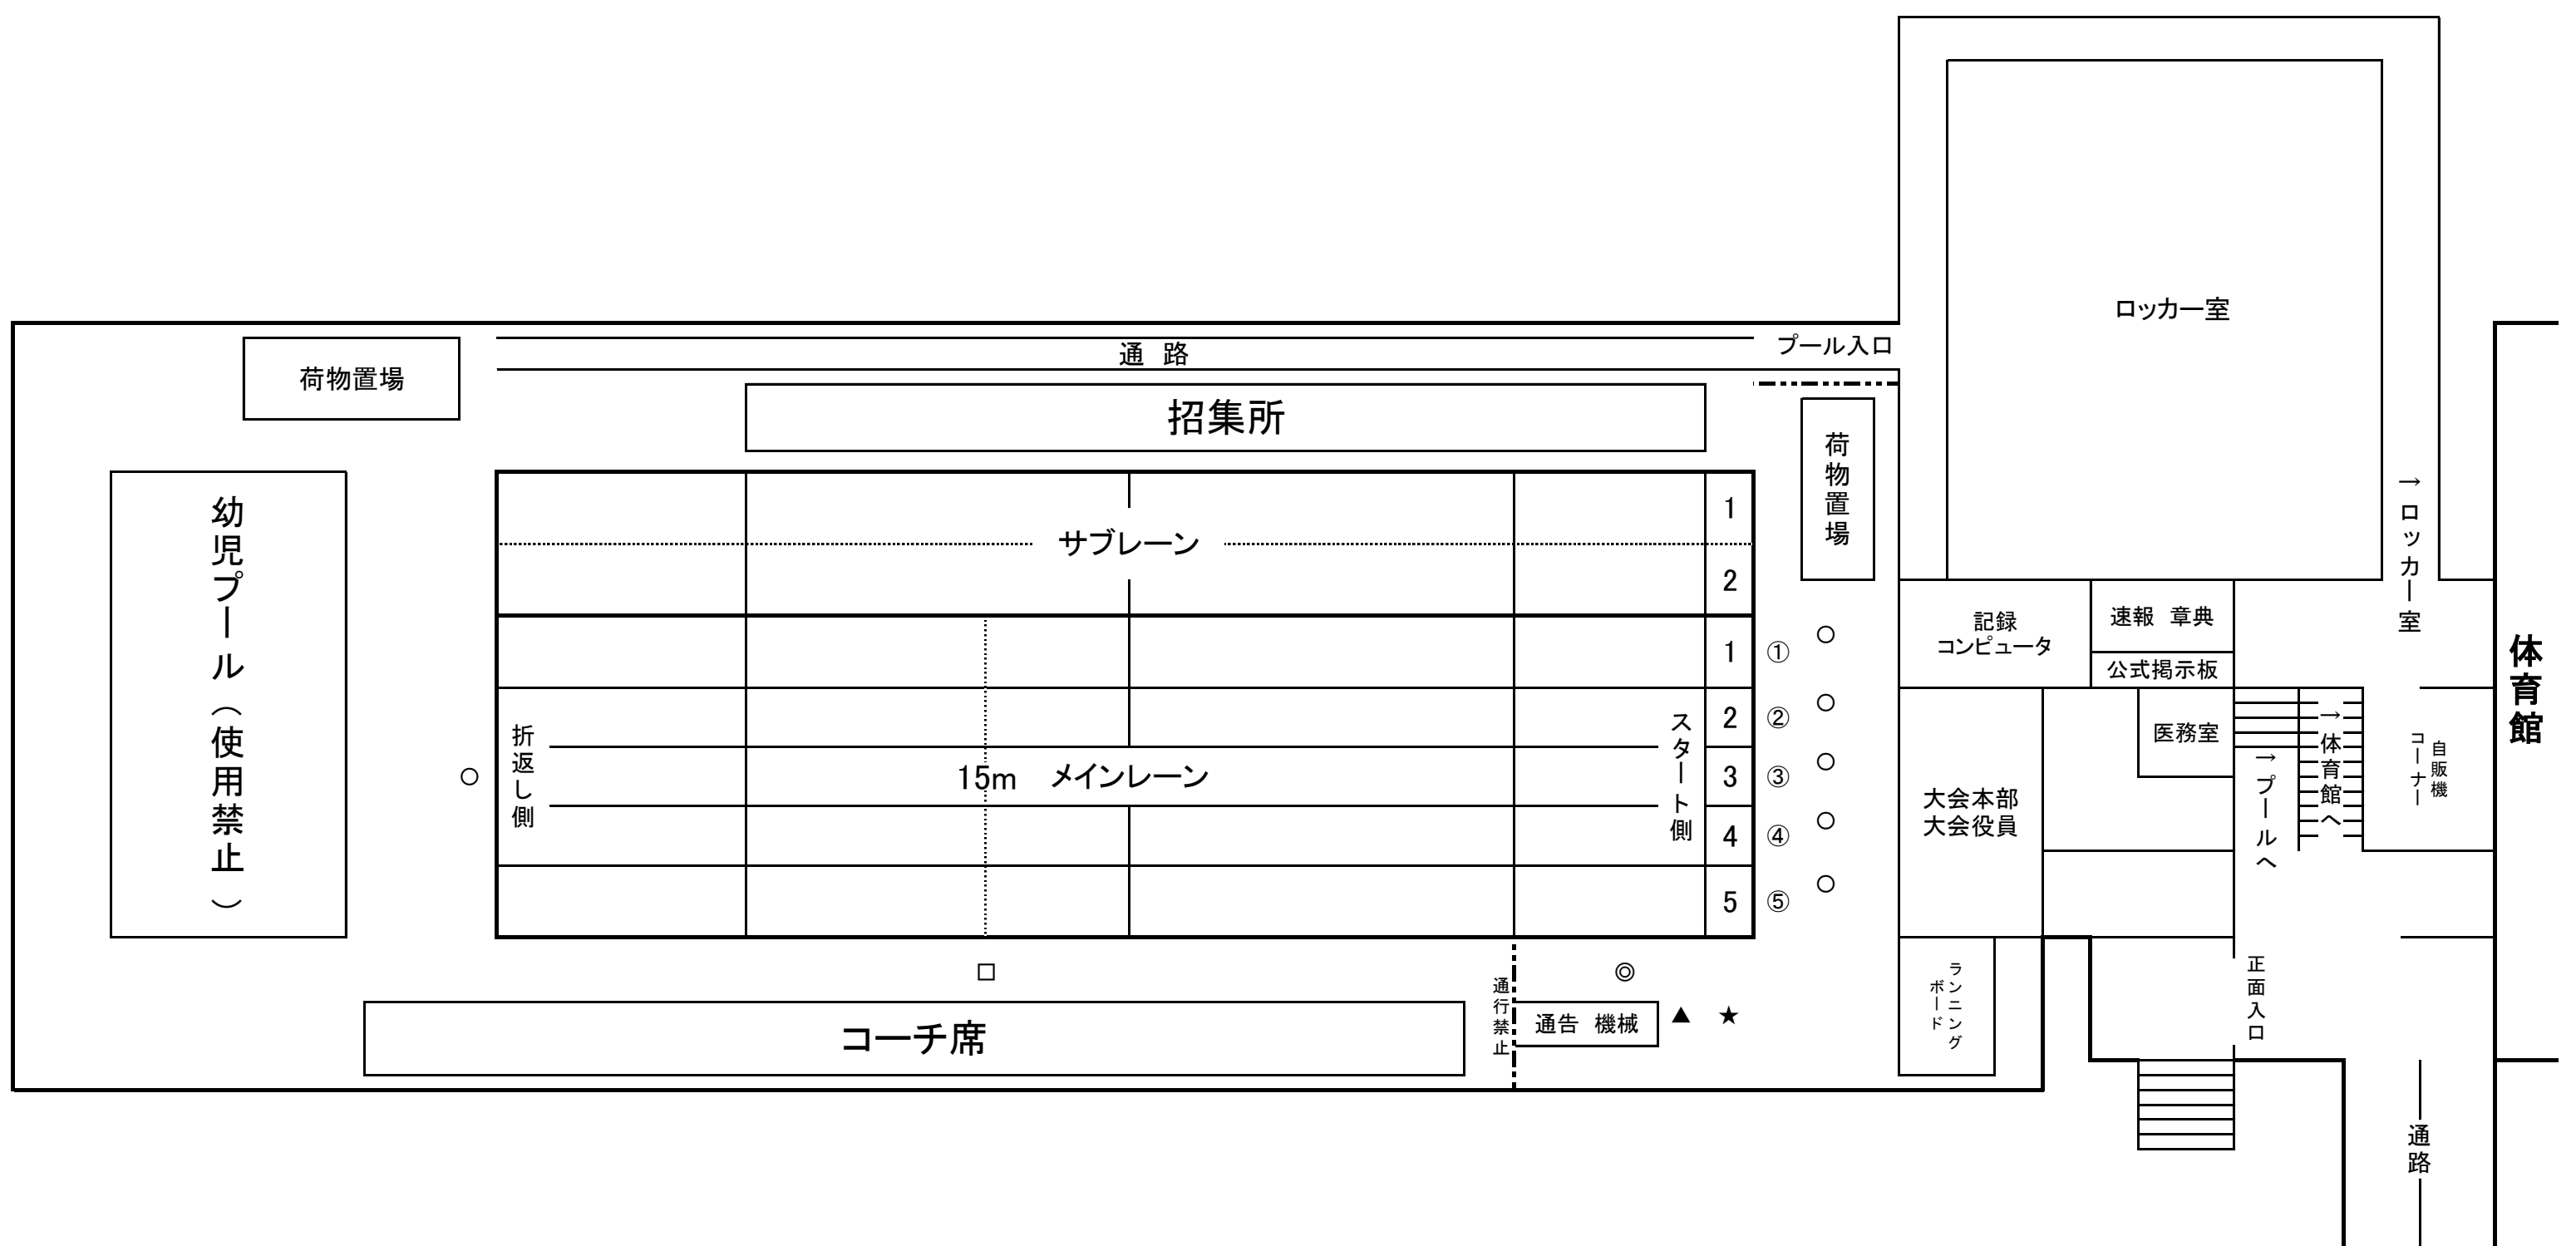 ロッカー室
通 路
プール入口
荷物置場
招集所
荷物置場
幼児プール（使用禁止）
サブレーン
1
2
1
2
3
4
5
①
②
③
④
⑤
○
○
○
○
○
○
折返し側
15m メインレーン
スタート側
→ロッカー室
記録
コンピュータ
速報 章典
公式掲示板
医務室
大会本部
大会役員
→プールへ
→体育館へ
自販機
コーナー
体育館
□
◎
コーチ席
通行禁止
通告 機械
▲ ★
ランニング
ボード
正面入口
通路